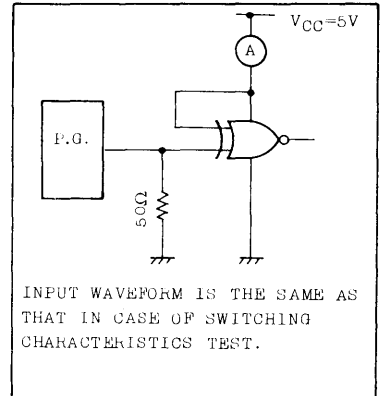 VCC=5V
A
P.G.
50Ω
INPUT WAVEFORM IS THE SAME AS
THAT IN CASE OF SWITCHING
CHARACTERISTICS TEST.